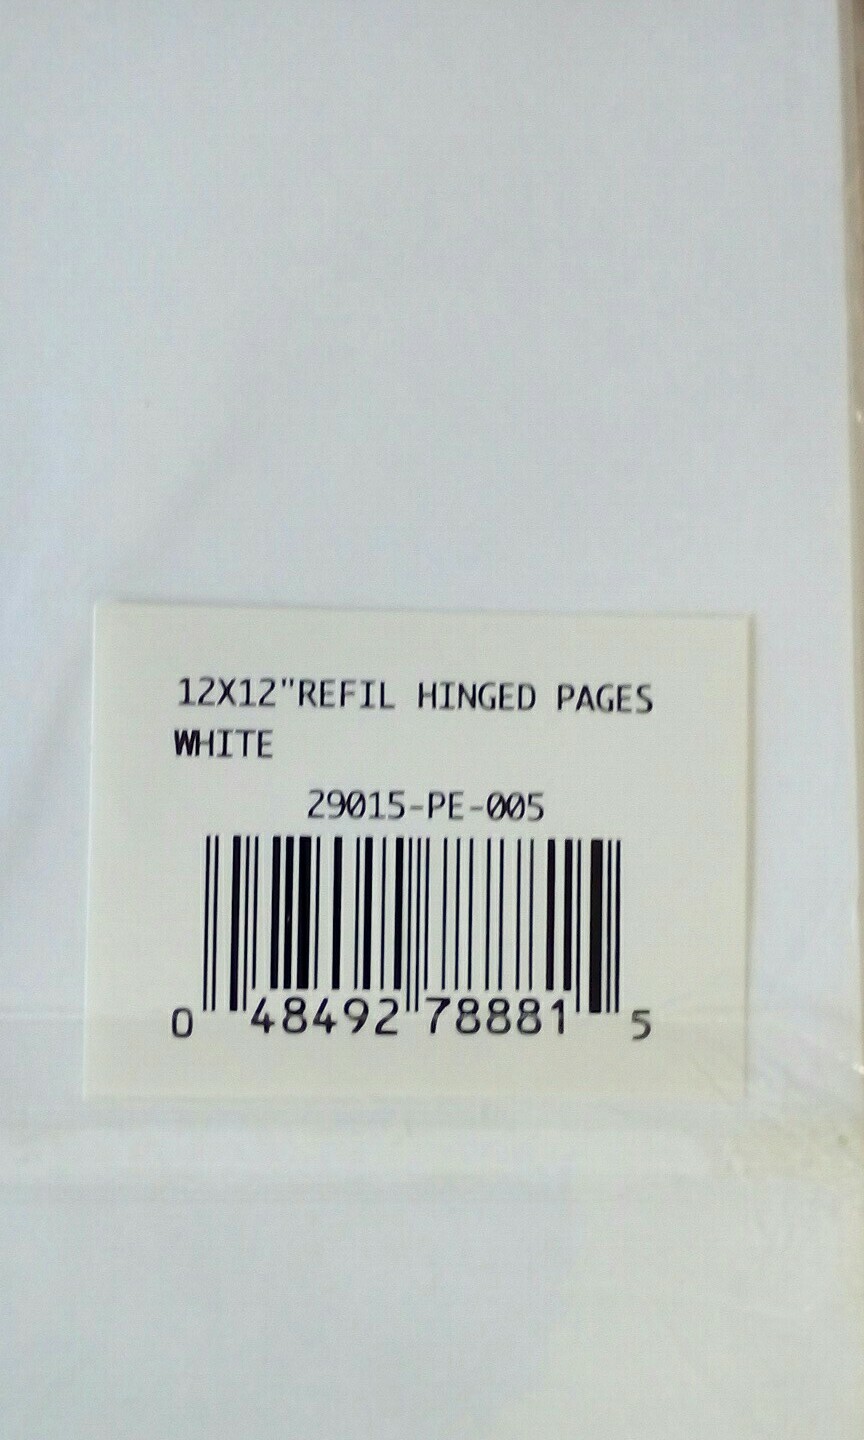 12X12"REFIL HINGED PAGES
WHITE
29015-PE-005
0 48492 78881 5